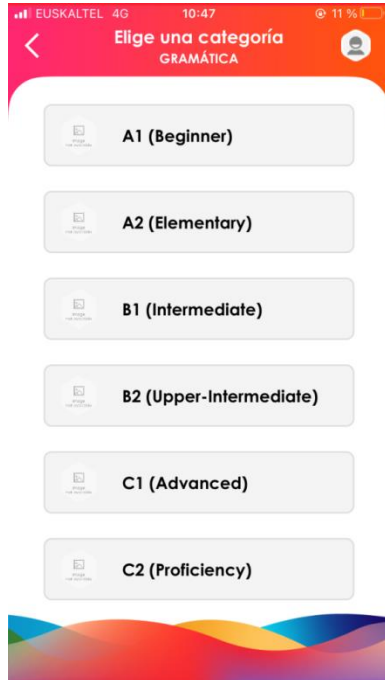 EUSKALTEL 4G 10:47 11 %
Elige una categoría
GRAMÁTICA
A1 (Beginner)
A2 (Elementary)
B1 (Intermediate)
B2 (Upper-Intermediate)
C1 (Advanced)
C2 (Proficiency)